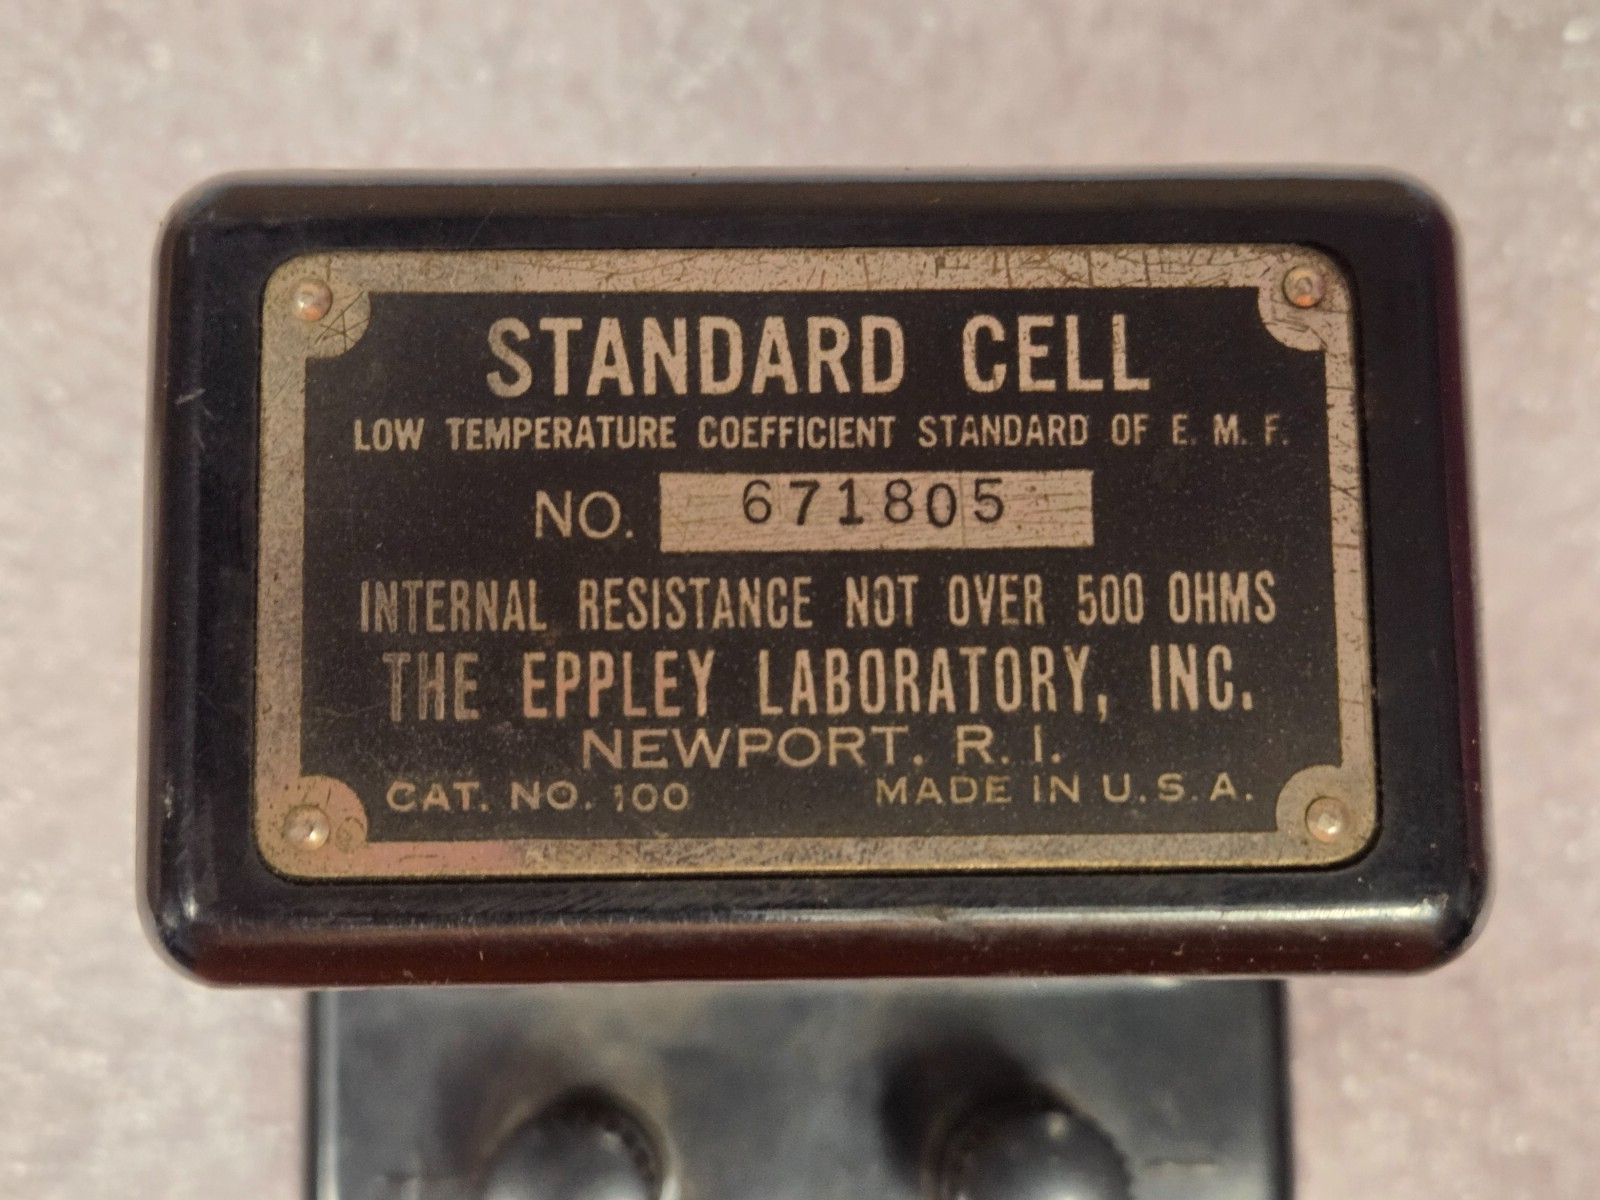 STANDARD CELL
LOW TEMPERATURE COEFFICIENT STANDARD OF E. M. F.
NO. 671805
INTERNAL RESISTANCE NOT OVER 500 OHMS
THE EPPLEY LABORATORY, INC.
NEWPORT. R. I.
CAT. NO. 100 MADE IN U.S.A.